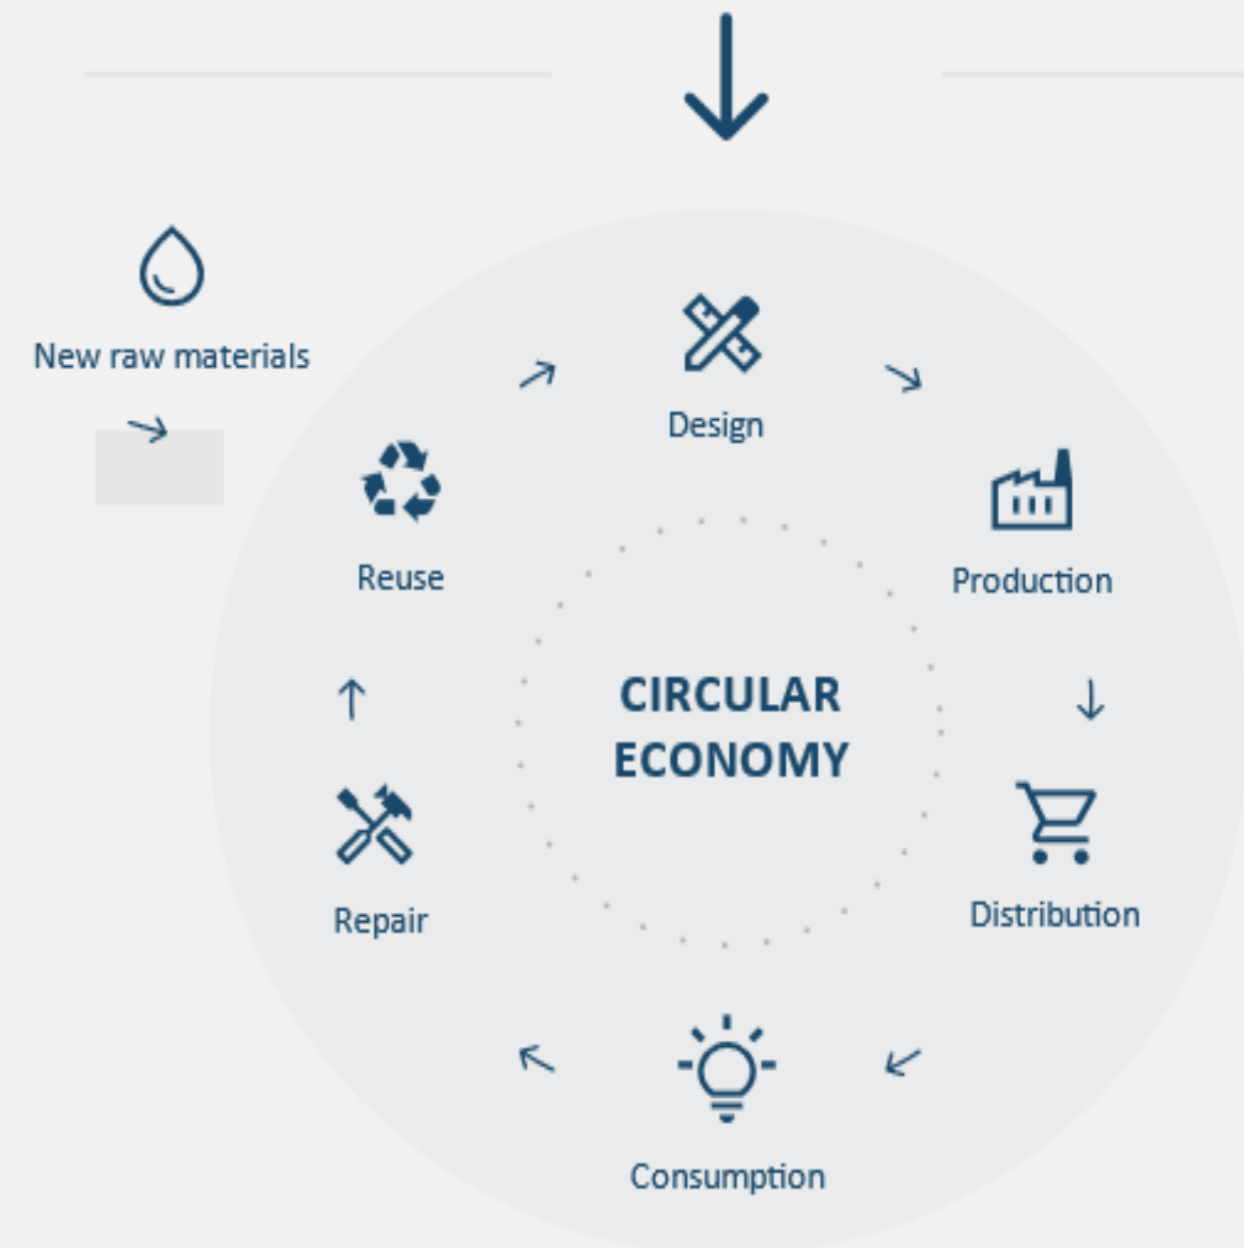 New raw materials
Design
Reuse
Production
CIRCULAR
ECONOMY
Repair
Distribution
Consumption